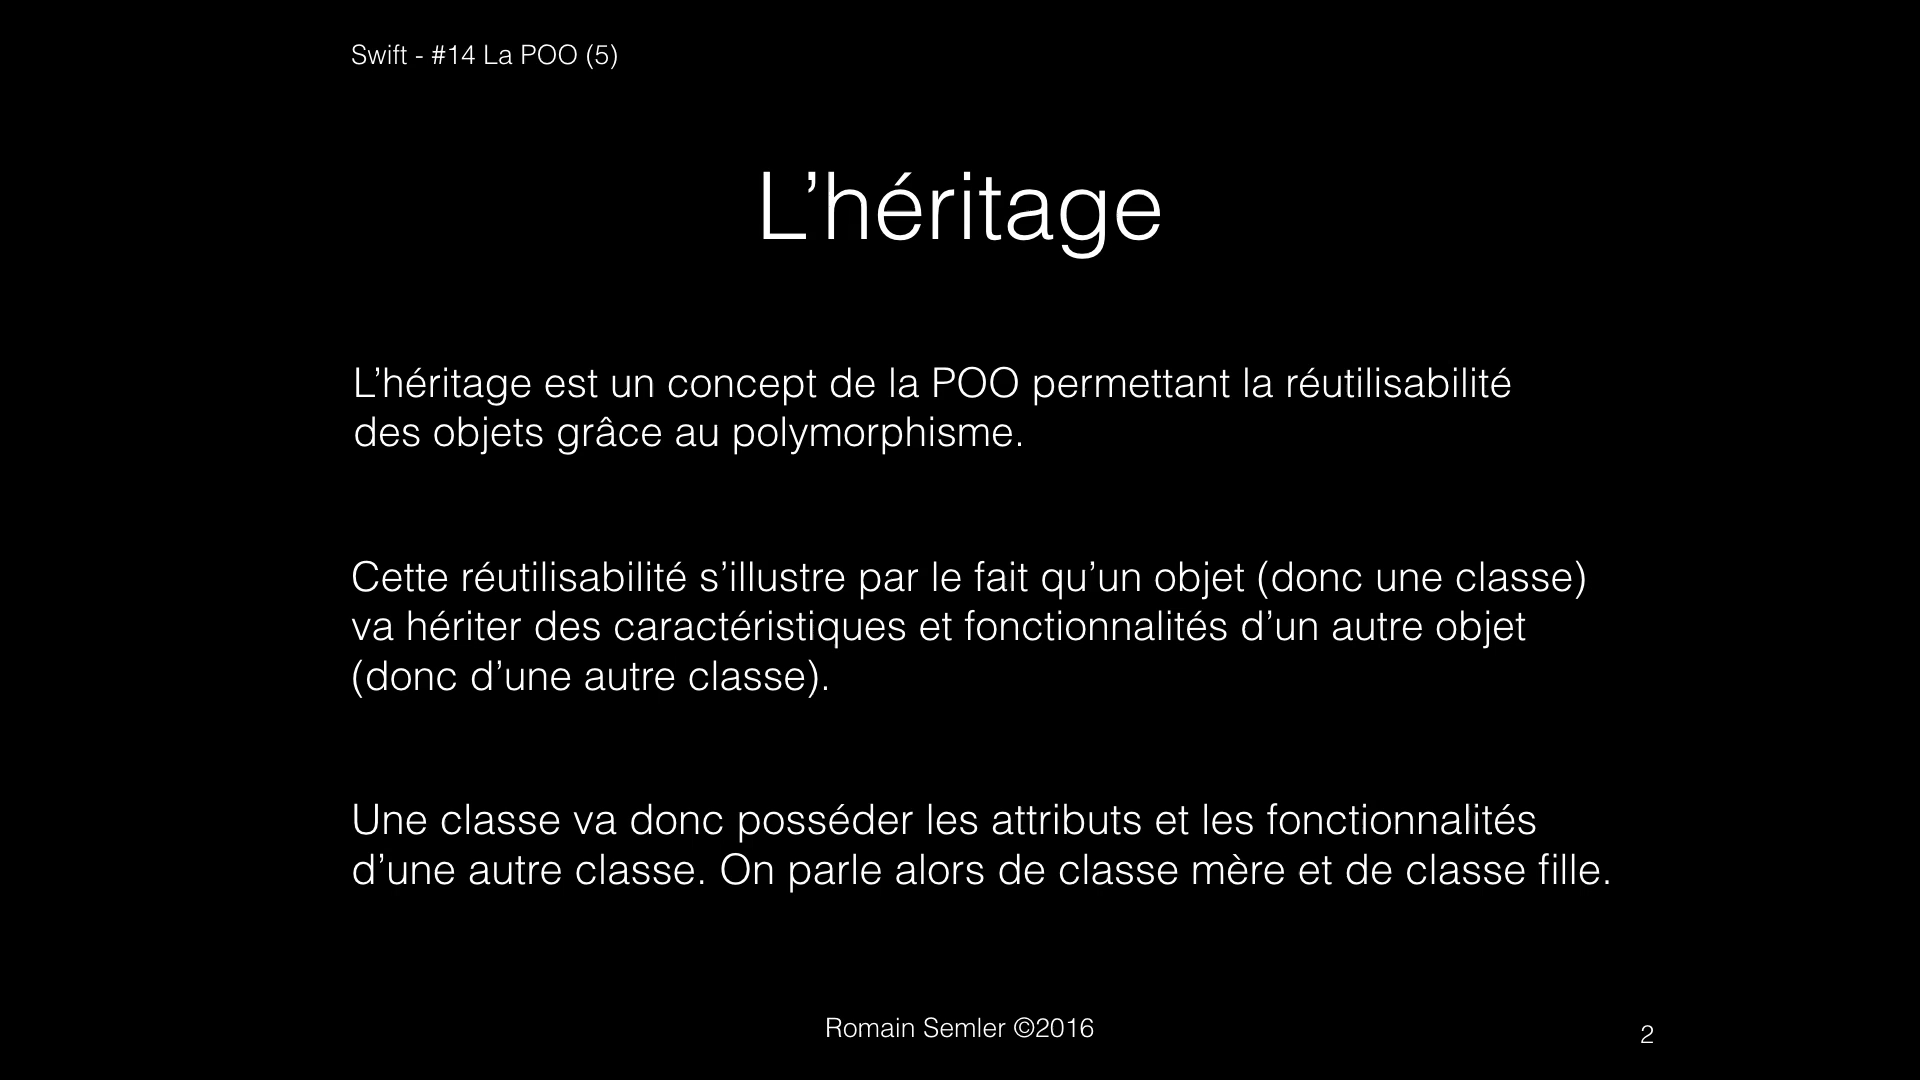 Swift - #14 La POO (5)
L’héritage
L’héritage est un concept de la POO permettant la réutilisabilité
des objets grâce au polymorphisme.
Cette réutilisabilité s’illustre par le fait qu’un objet (donc une classe)
va hériter des caractéristiques et fonctionnalités d’un autre objet
(donc d’une autre classe).
Une classe va donc posséder les attributs et les fonctionnalités
d’une autre classe. On parle alors de classe mère et de classe fille.
Romain Semler ©2016
2